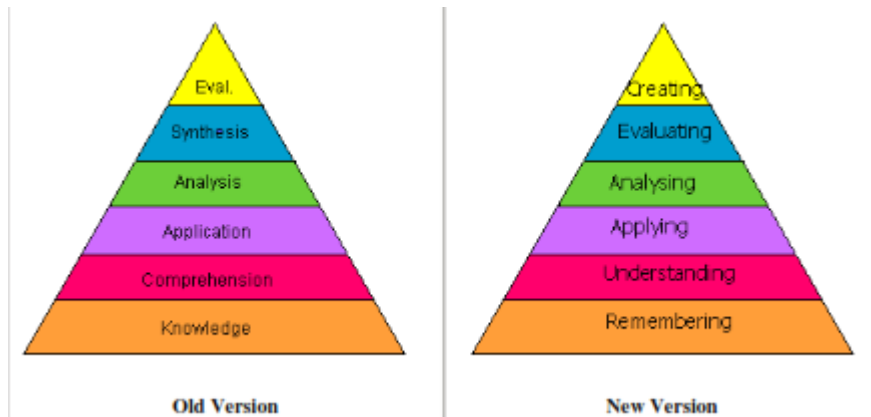 Eval.
Synthesis
Analysis
Application
Comprehension
Knowledge
Old Version
Creating
Evaluating
Analysing
Applying
Understanding
Remembering
New Version